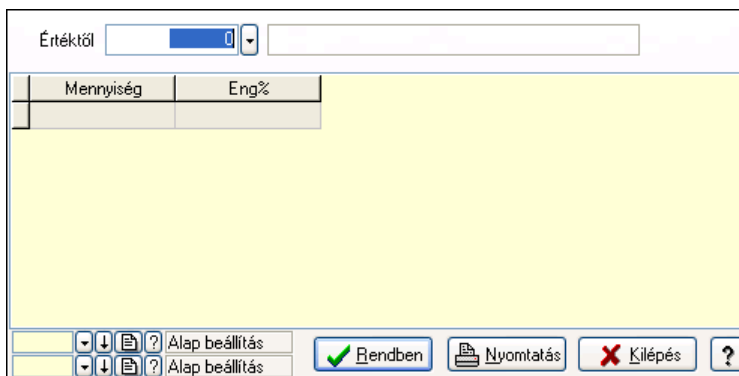 Értéktől 0
Mennyiség Eng%
? Alap beállítás
? Alap beállítás
Rendben Nyomtatás Kilépés ?